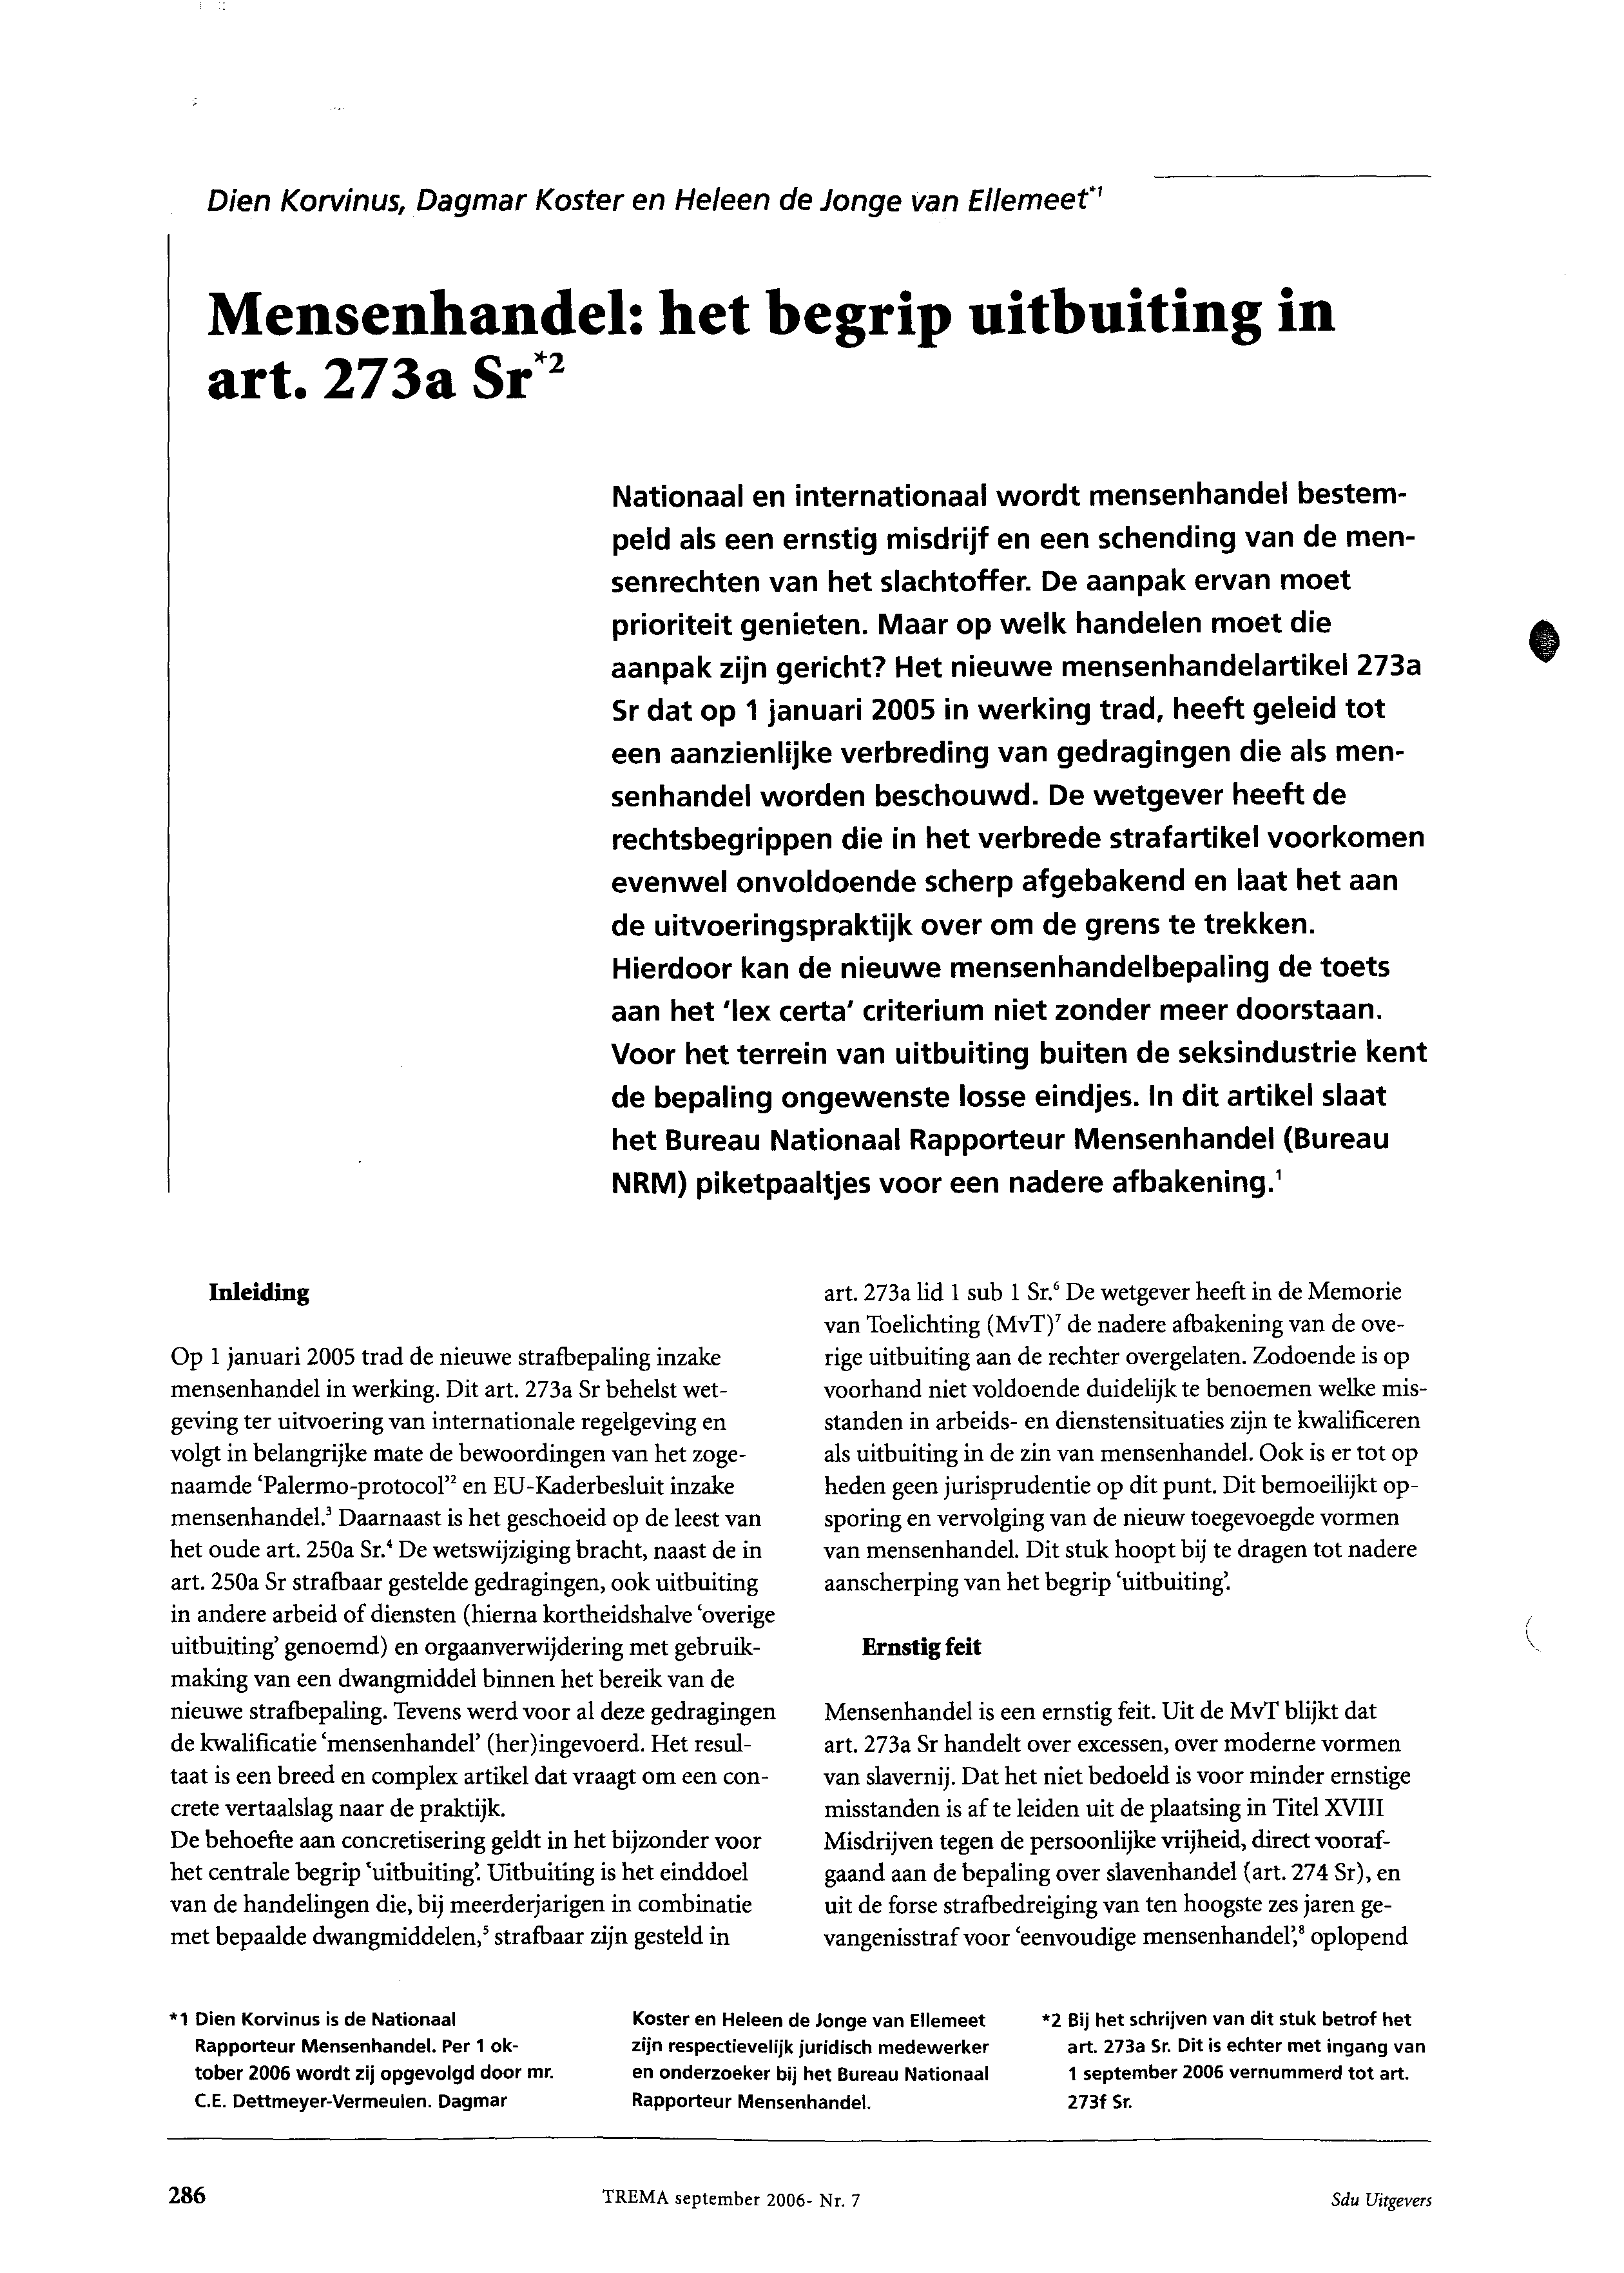 Dien Korvinus, Dagmar Koster en Heleen de Jonge van Ellemeet*1
Mensenhandel: het begrip uitbuiting in
art. 273a Sr*2
Nationaal en internationaal wordt mensenhandel bestem-
peld als een ernstig misdrijf en een schending van de men-
senrechten van het slachtoffer. De aanpak ervan moet
prioriteit genieten. Maar op welk handelen moet die
aanpak zijn gericht? Het nieuwe mensenhandelartikel 273a
Sr dat op 1 januari 2005 in werking trad, heeft geleid tot
een aanzienlijke verbreding van gedragingen die als men-
senhandel worden beschouwd. De wetgever heeft de
rechtsbegrippen die in het verbrede strafartikel voorkomen
evenwel onvoldoende scherp afgebakend en laat het aan
de uitvoeringspraktijk over om de grens te trekken.
Hierdoor kan de nieuwe mensenhandelbepaling de toets
aan het 'lex certa' criterium niet zonder meer doorstaan.
Voor het terrein van uitbuiting buiten de seksindustrie kent
de bepaling ongewenste losse eindjes. In dit artikel slaat
het Bureau Nationaal Rapporteur Mensenhandel (Bureau
NRM) piketpaaltjes voor een nadere afbakening.1
Inleiding
Op 1 januari 2005 trad de nieuwe strafbepaling inzake
mensenhandel in werking. Dit art. 273a Sr behelst wet-
geving ter uitvoering van internationale regelgeving en
volgt in belangrijke mate de bewoordingen van het zoge-
naamde 'Palermo-protocol'2 en EU-Kaderbesluit inzake
mensenhandel.3 Daarnaast is het geschoeid op de leest van
het oude art. 250a Sr.4 De wetswijziging bracht, naast de in
art. 250a Sr strafbaar gestelde gedragingen, ook uitbuiting
in andere arbeid of diensten (hierna kortheidshalve 'overige
uitbuiting' genoemd) en orgaanverwijdering met gebruik-
making van een dwangmiddel binnen het bereik van de
nieuwe strafbepaling. Tevens werd voor al deze gedragingen
de kwalificatie 'mensenhandel' (her)ingevoerd. Het resul-
taat is een breed en complex artikel dat vraagt om een con-
crete vertaalslag naar de praktijk.
De behoefte aan concretisering geldt in het bijzonder voor
het centrale begrip 'uitbuiting'. Uitbuiting is het einddoel
van de handelingen die, bij meerderjarigen in combinatie
met bepaalde dwangmiddelen,5 strafbaar zijn gesteld in
art. 273a lid 1 sub 1 Sr.6 De wetgever heeft in de Memorie
van Toelichting (MvT)7 de nadere afbakening van de ove-
rige uitbuiting aan de rechter overgelaten. Zodoende is op
voorhand niet voldoende duidelijk te benoemen welke mis-
standen in arbeids- en dienstensituaties zijn te kwalificeren
als uitbuiting in de zin van mensenhandel. Ook is er tot op
heden geen jurisprudentie op dit punt. Dit bemoeilijkt op-
sporing en vervolging van de nieuw toegevoegde vormen
van mensenhandel. Dit stuk hoopt bij te dragen tot nadere
aanscherping van het begrip 'uitbuiting'.
Ernstig feit
Mensenhandel is een ernstig feit. Uit de MvT blijkt dat
art. 273a Sr handelt over excessen, over moderne vormen
van slavernij. Dat het niet bedoeld is voor minder ernstige
misstanden is af te leiden uit de plaatsing in Titel XVIII
Misdrijven tegen de persoonlijke vrijheid, direct vooraf-
gaand aan de bepaling over slavenhandel (art. 274 Sr), en
uit de forse strafbedreiging van ten hoogste zes jaren ge-
vangenisstraf voor 'eenvoudige mensenhandel',8 oplopend
*1 Dien Korvinus is de Nationaal
Rapporteur Mensenhandel. Per 1 ok-
tober 2006 wordt zij opgevolgd door mr.
C.E. Dettmeyer-Vermeulen. Dagmar
Koster en Heleen de Jonge van Ellemeet
zijn respectievelijk juridisch medewerker
en onderzoeker bij het Bureau Nationaal
Rapporteur Mensenhandel.
*2 Bij het schrijven van dit stuk betrof het
art. 273a Sr. Dit is echter met ingang van
1 september 2006 vernummerd tot art.
273f Sr.
286
TREMA september 2006- Nr. 7
Sdu Uitgevers